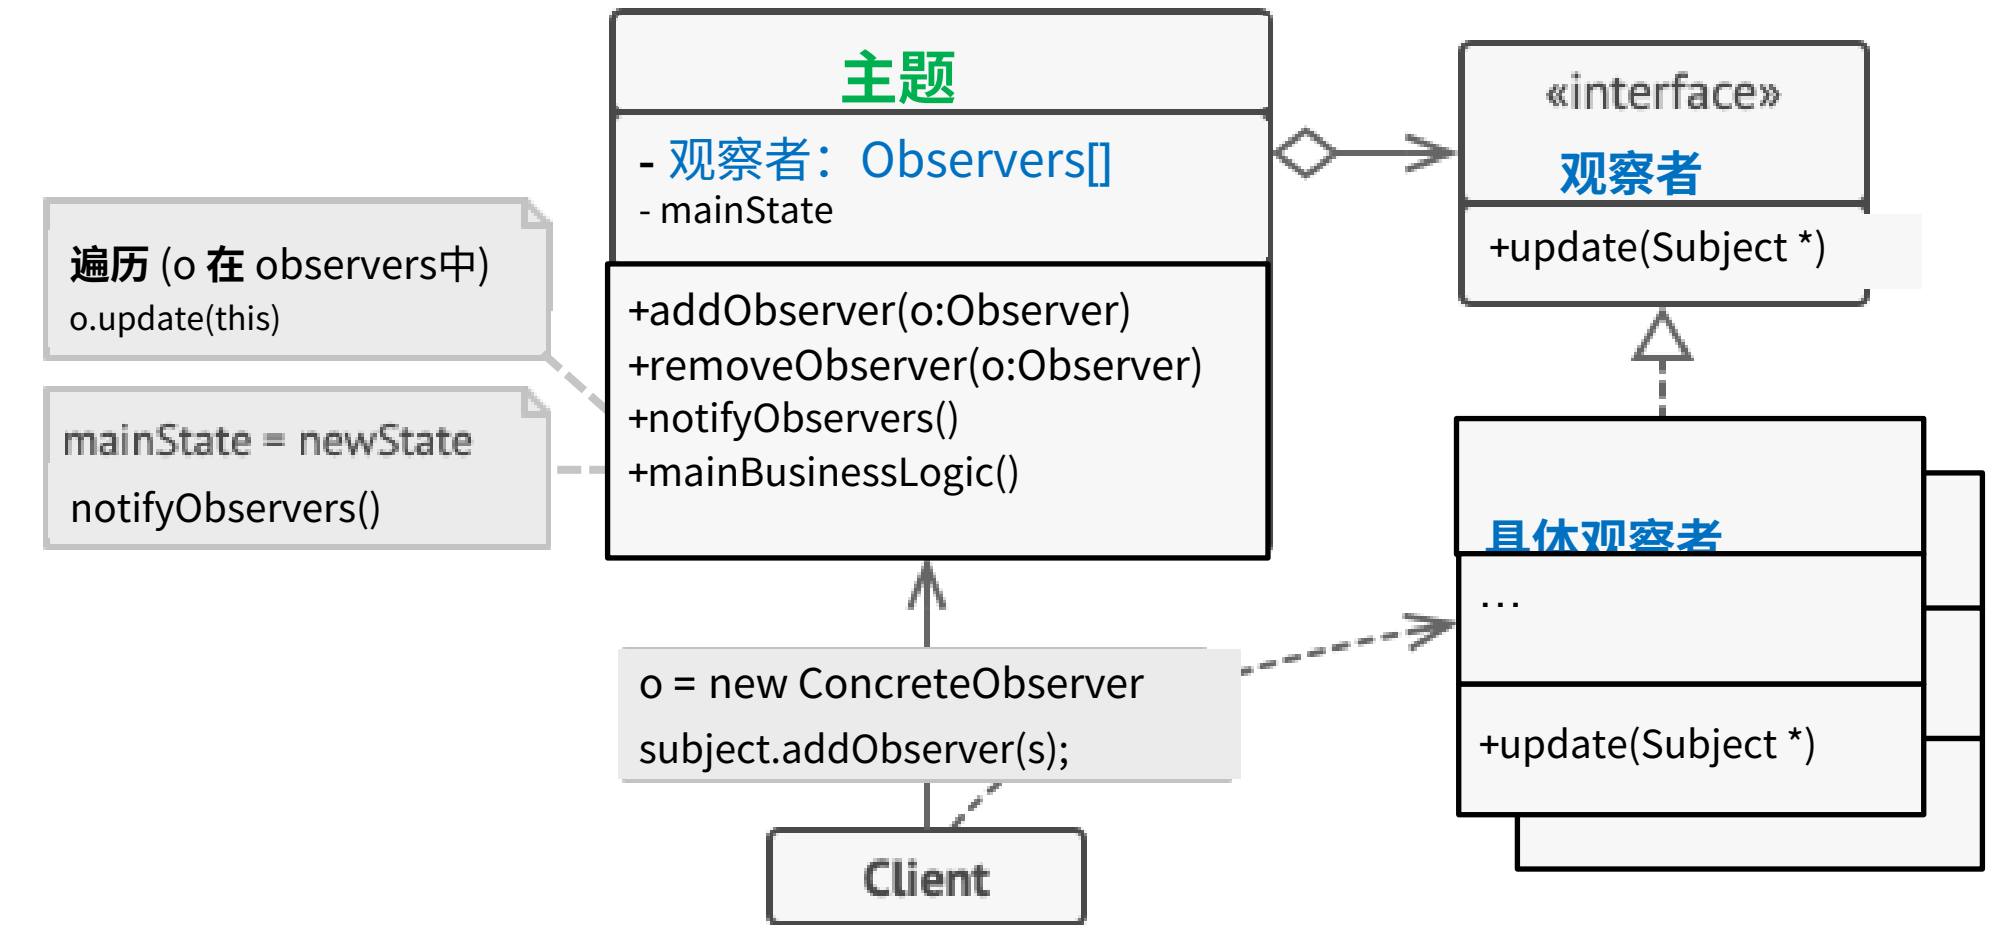 主题
- 观察者：Observers[]
- mainState
+addObserver(o:Observer)
+removeObserver(o:Observer)
+notifyObservers()
+mainBusinessLogic()
«interface»
观察者
+update(Subject *)
遍历 (o 在 observers中)
o.update(this)
mainState = newState
notifyObservers()
具体观察者
...
+update(Subject *)
o = new ConcreteObserver
subject.addObserver(s);
Client